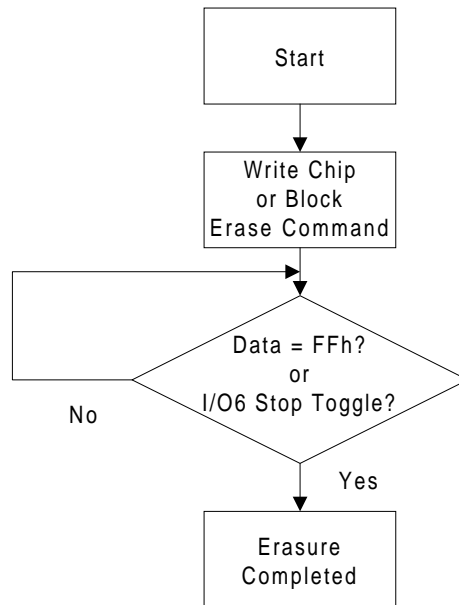 Start
Write Chip
or Block
Erase Command
Data = FFh?
or
I/O6 Stop Toggle?
No
Yes
Erasure
Completed